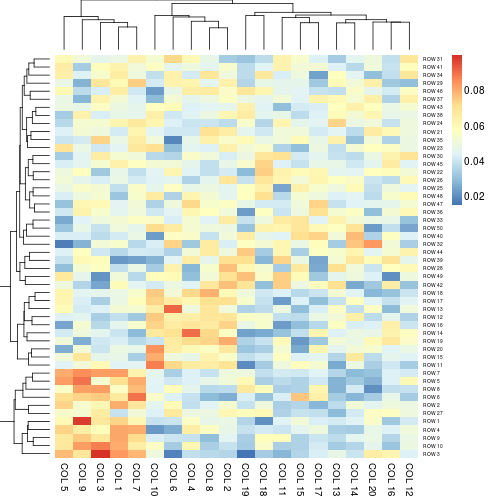 ROW 31
ROW 41
ROW 34
ROW 29
ROW 46
ROW 37
ROW 43
ROW 38
ROW 24
ROW 21
ROW 35
ROW 23
ROW 30
ROW 45
ROW 22
ROW 26
ROW 25
ROW 48
ROW 47
ROW 36
ROW 33
ROW 50
ROW 40
ROW 32
ROW 44
ROW 39
ROW 28
ROW 49
ROW 42
ROW 18
ROW 17
ROW 13
ROW 12
ROW 16
ROW 14
ROW 19
ROW 20
ROW 15
ROW 11
ROW 7
ROW 5
ROW 8
ROW 6
ROW 2
ROW 27
ROW 1
ROW 4
ROW 9
ROW 10
ROW 3
0.08
0.06
0.04
0.02
COL 5
COL 9
COL 3
COL 1
COL 7
COL 10
COL 6
COL 4
COL 8
COL 2
COL 19
COL 18
COL 11
COL 15
COL 17
COL 13
COL 14
COL 20
COL 16
COL 12